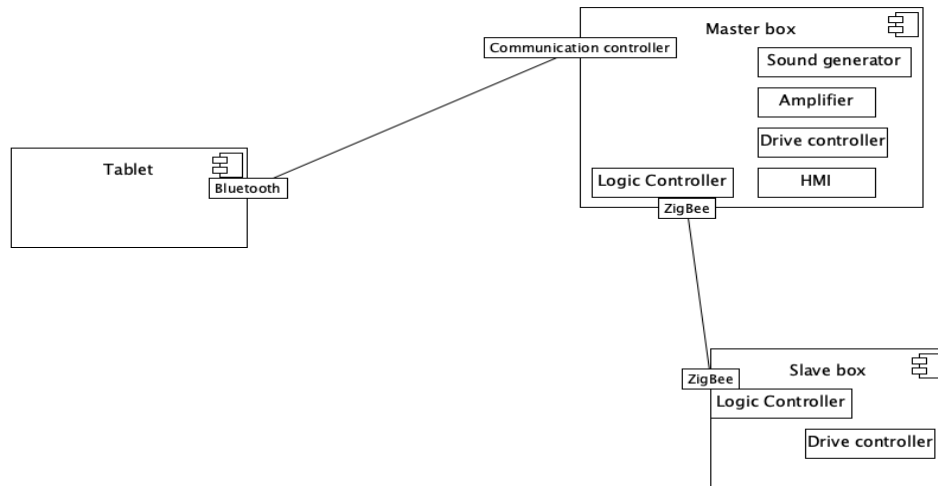 Master box
Communication controller
Sound generator
Amplifier
Drive controller
Logic Controller
HMI
ZigBee
Tablet
Bluetooth
Slave box
ZigBee
Logic Controller
Drive controller